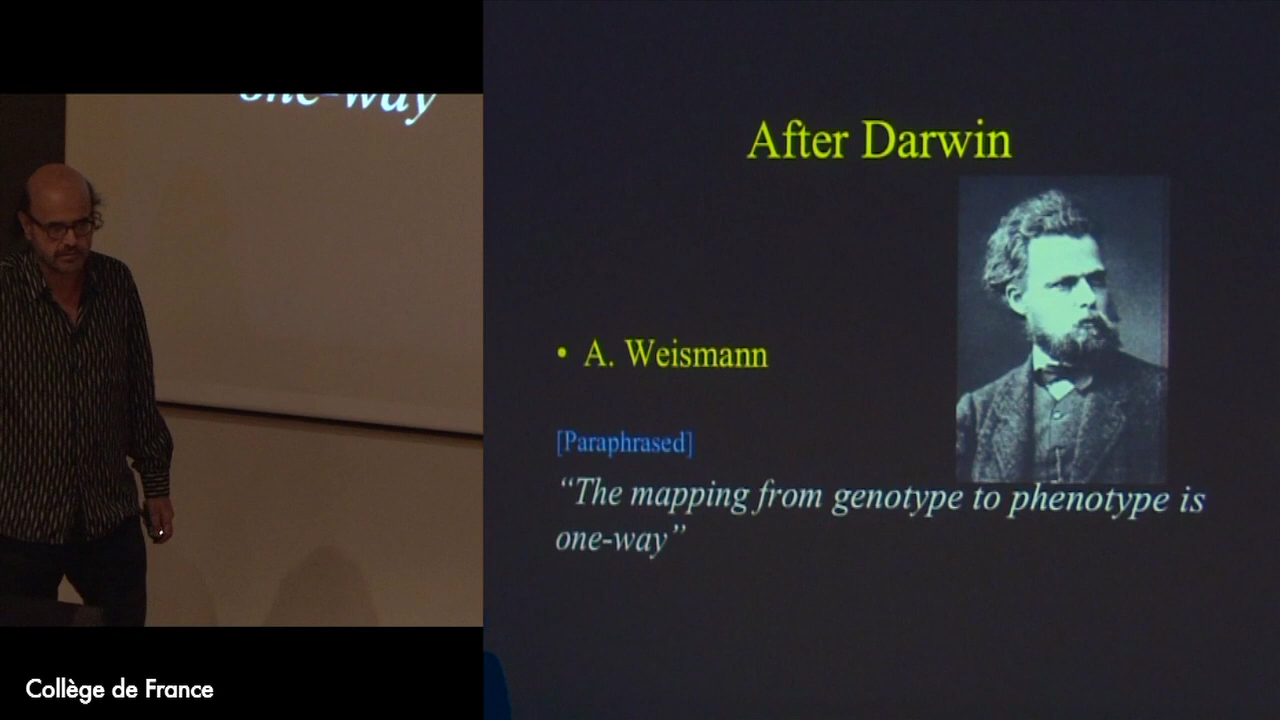 one-way
After Darwin
• A. Weismann
[Paraphrased]
“The mapping from genotype to phenotype is
one-way”
Collège de France